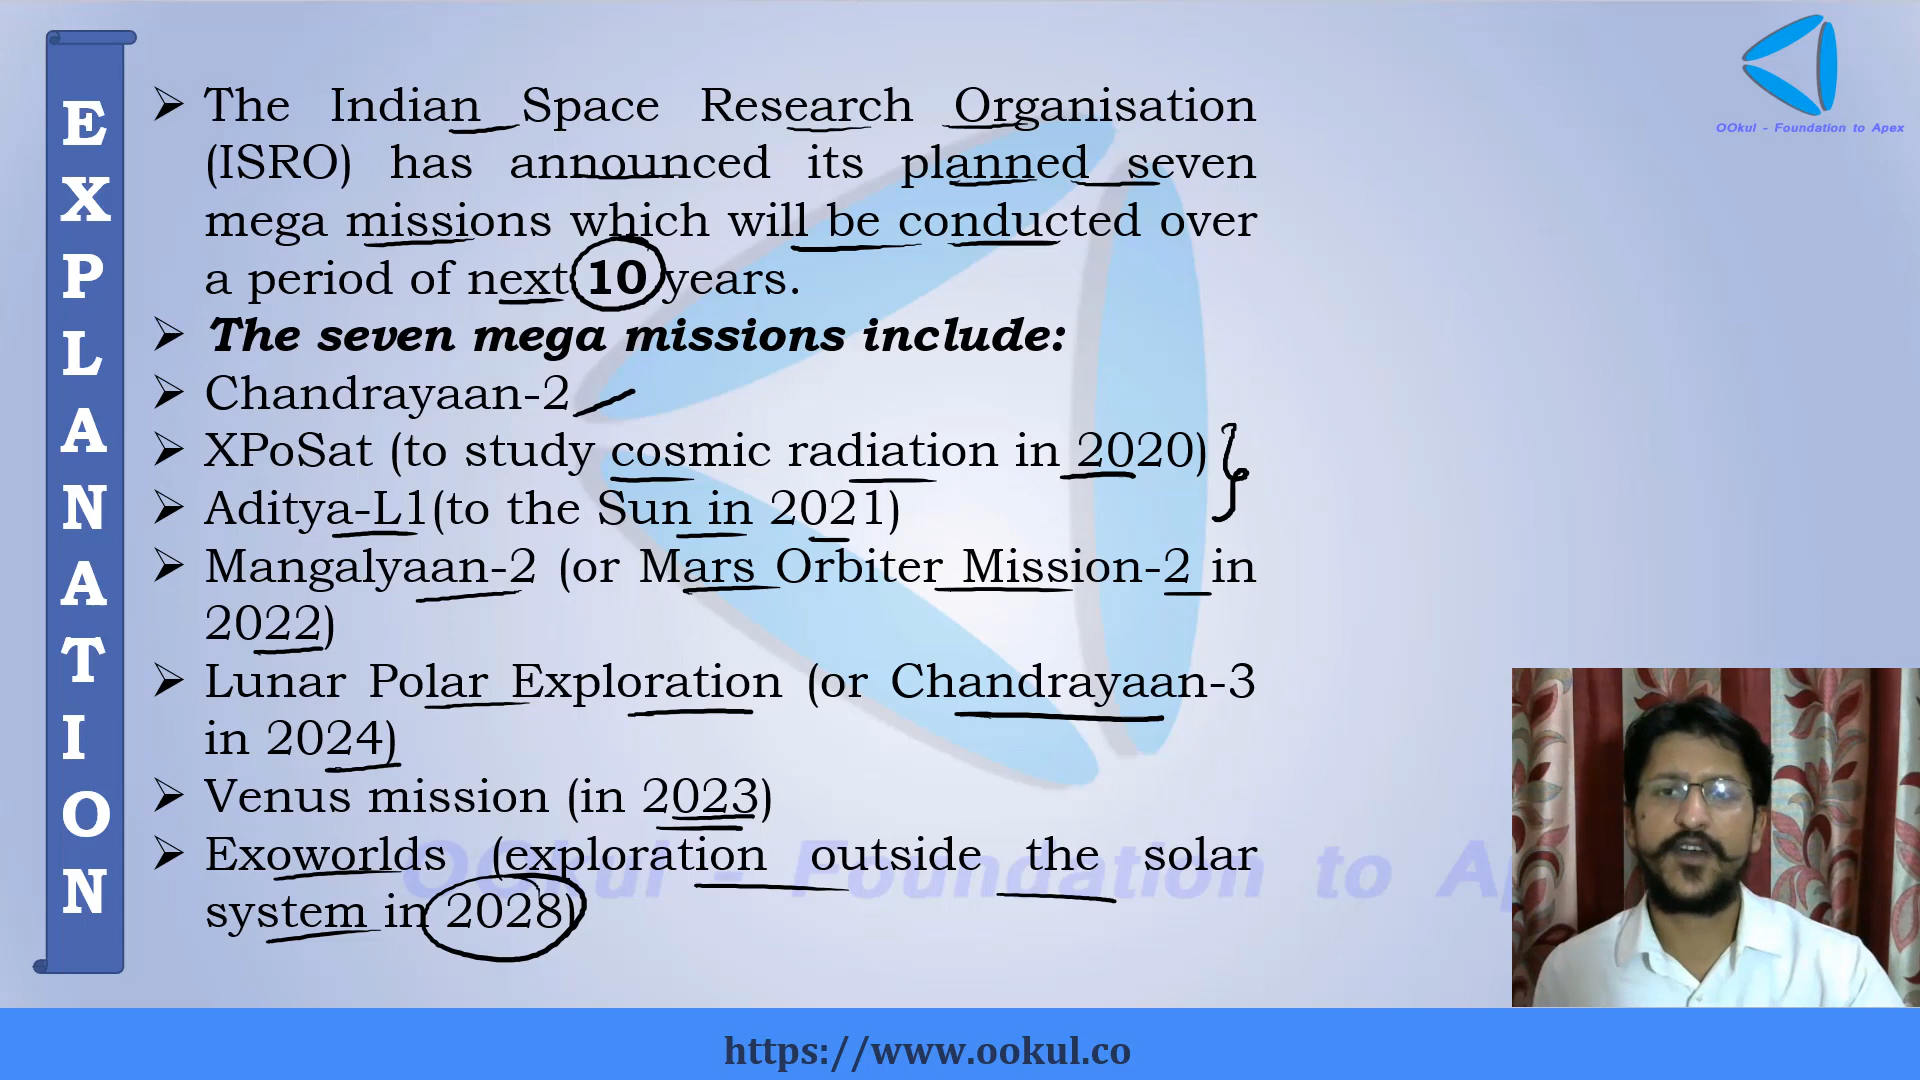 EXPLANATION
The Indian Space Research Organisation
(ISRO) has announced its planned seven
mega missions which will be conducted over
a period of next 10 years.
The seven mega missions include:
Chandrayaan-2
XPoSat (to study cosmic radiation in 2020)
Aditya-L1(to the Sun in 2021)
Mangalyaan-2 (or Mars Orbiter Mission-2 in
2022)
Lunar Polar Exploration (or Chandrayaan-3
in 2024)
Venus mission (in 2023)
Exoworlds (exploration outside the solar
system in 2028)
OOkul - Foundation to Apex
OOkul - Foundation to Ap
https://www.ookul.co